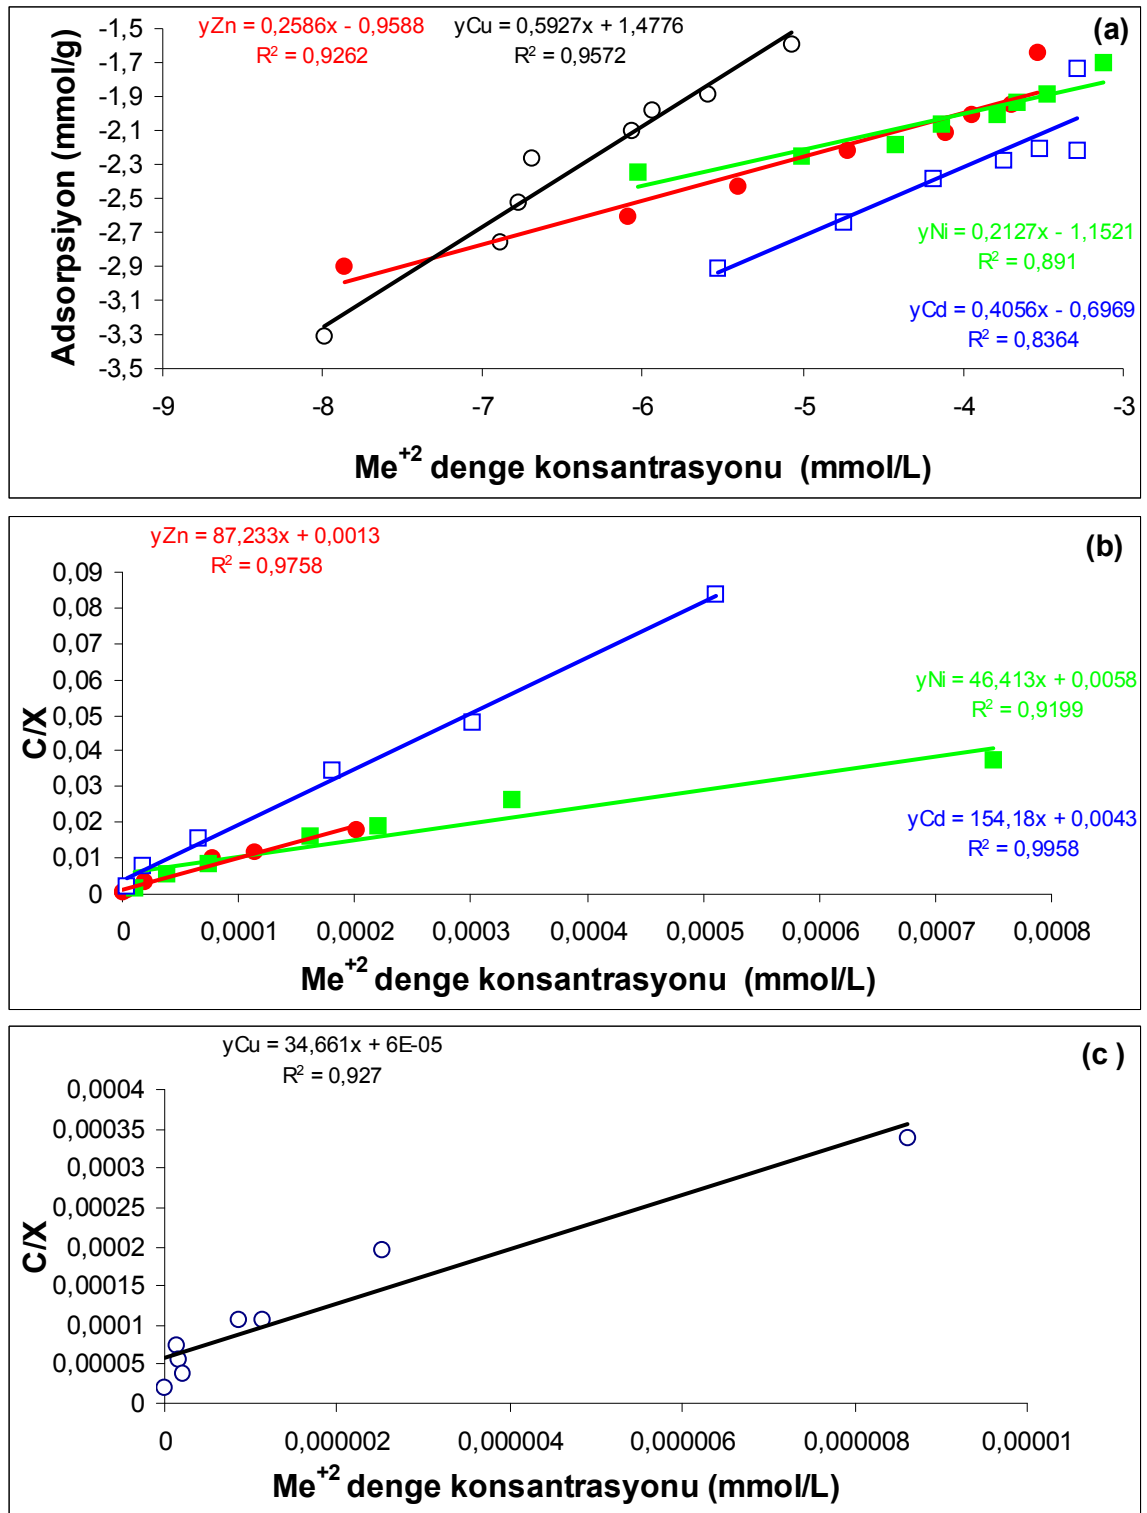 yZn = 0,2586x - 0,9588 yCu = 0,5927x + 1,4776 (a)
R² = 0,9262 R² = 0,9572
Adsorpsiyon (mmol/g)
-1,5
-1,7
-1,9
-2,1
-2,3
-2,5
-2,7
-2,9
-3,1
-3,3
-3,5
yNi = 0,2127x - 1,1521
R² = 0,891
yCd = 0,4056x - 0,6969
R² = 0,8364
-9 -8 -7 -6 -5 -4 -3
Me⁺² denge konsantrasyonu (mmol/L)
yZn = 87,233x + 0,0013 (b)
R² = 0,9758
C/X
0,09
0,08
0,07
0,06
0,05
0,04
0,03
0,02
0,01
0
yNi = 46,413x + 0,0058
R² = 0,9199
yCd = 154,18x + 0,0043
R² = 0,9958
0 0,0001 0,0002 0,0003 0,0004 0,0005 0,0006 0,0007 0,0008
Me⁺² denge konsantrasyonu (mmol/L)
yCu = 34,661x + 6E-05 (c )
R² = 0,927
C/X
0,0004
0,00035
0,0003
0,00025
0,0002
0,00015
0,0001
0,00005
0
0 0,000002 0,000004 0,000006 0,000008 0,00001
Me⁺² denge konsantrasyonu (mmol/L)